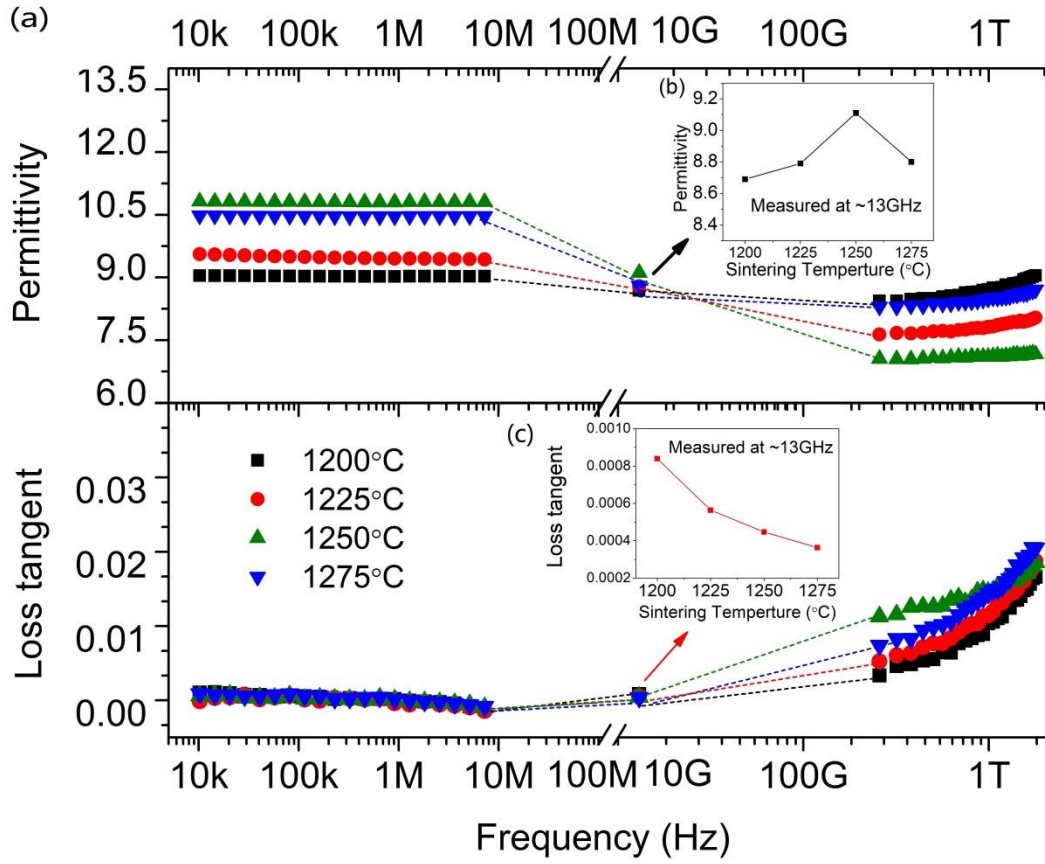 (a)
10k 100k 1M 10M 100M 10G 100G 1T
Permittivity
13.5
12.0
10.5
9.0
7.5
6.0
(b)
Permittivity
9.2
9.0
8.8
8.6
8.4
Measured at ~13GHz
1200 1225 1250 1275
Sintering Temperture (°C)
Loss tangent
0.03
0.02
0.01
0.00
1200°C
1225°C
1250°C
1275°C
(c)
Loss tangent
0.0010
0.0008
0.0006
0.0004
0.0002
Measured at ~13GHz
1200 1225 1250 1275
Sintering Temperture (°C)
10k 100k 1M 10M 100M 10G 100G 1T
Frequency (Hz)